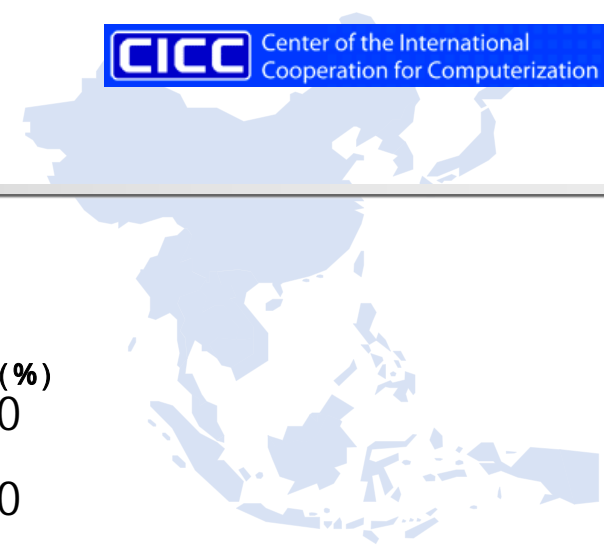 CICC
Center of the International
Cooperation for Computerization
(%)
0
0